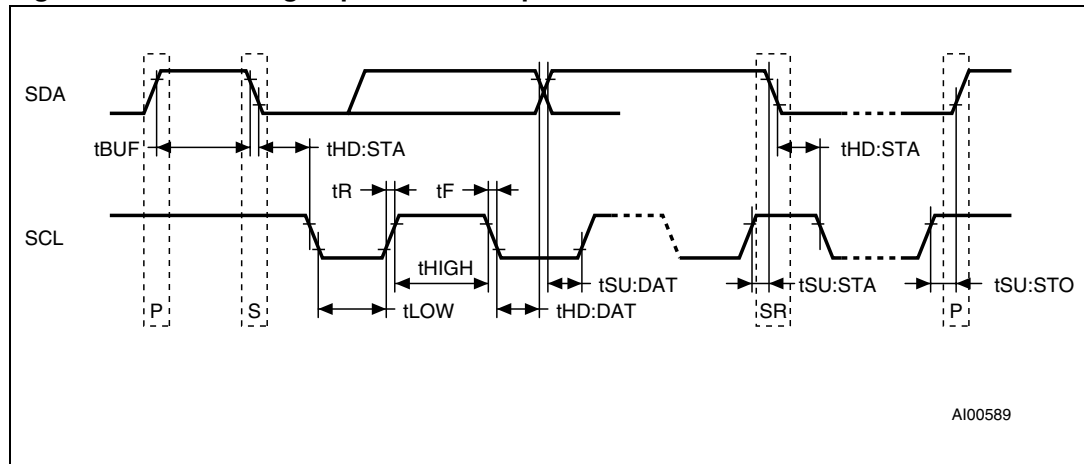 SDA
tBUF
tHD:STA
tHD:STA
tR
tF
SCL
tHIGH
tSU:DAT
tSU:STA
tSU:STO
P
S
tLOW
tHD:DAT
SR
P
AI00589